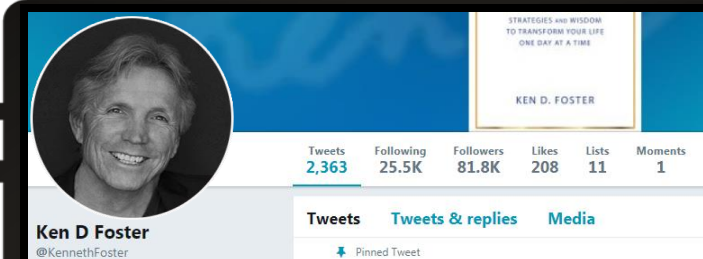 STRATEGIES AND WISDOM
TO TRANSFORM YOUR LIFE
ONE DAY AT A TIME
KEN D. FOSTER
Tweets Following Followers Likes Lists Moments
2,363 25.5K 81.8K 208 11 1
Ken D Foster
@KennethFoster
Tweets Tweets & replies Media
Pinned Tweet